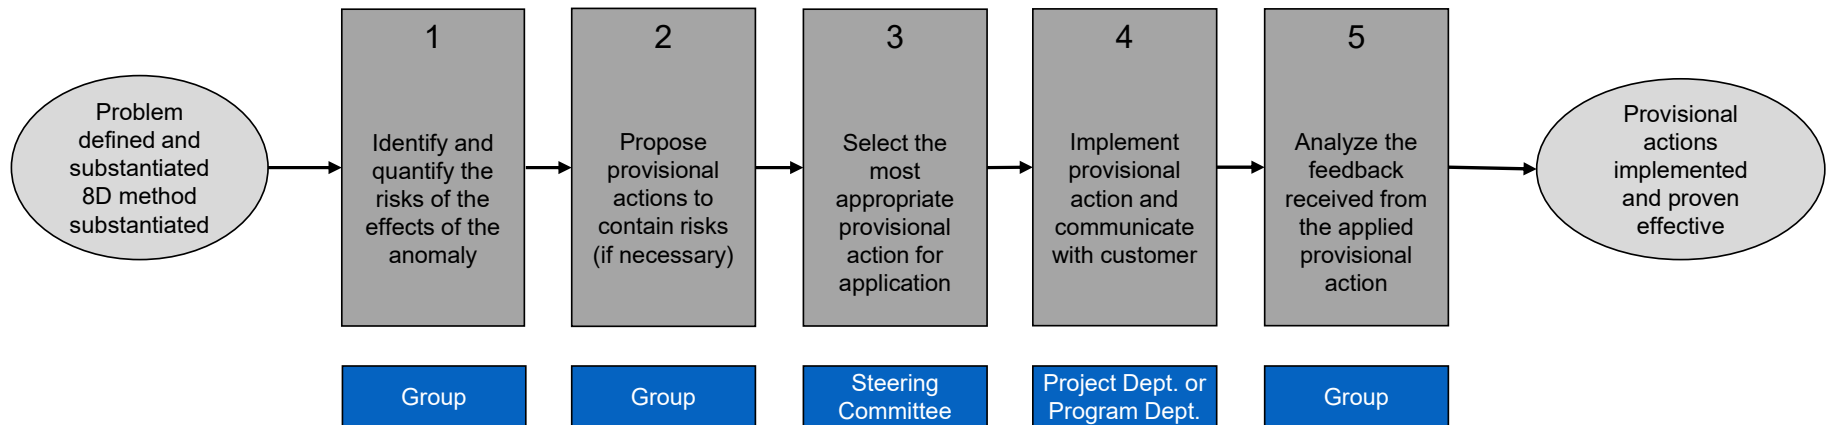 Problem
defined and
substantiated
8D method
substantiated
1
Identify and
quantify the
risks of the
effects of the
anomaly
2
Propose
provisional
actions to
contain risks
(if necessary)
3
Select the
most
appropriate
provisional
action for
application
4
Implement
provisional
action and
communicate
with customer
5
Analyze the
feedback
received from
the applied
provisional
action
Provisional
actions
implemented
and proven
effective
Group
Group
Steering
Committee
Project Dept. or
Program Dept.
Group